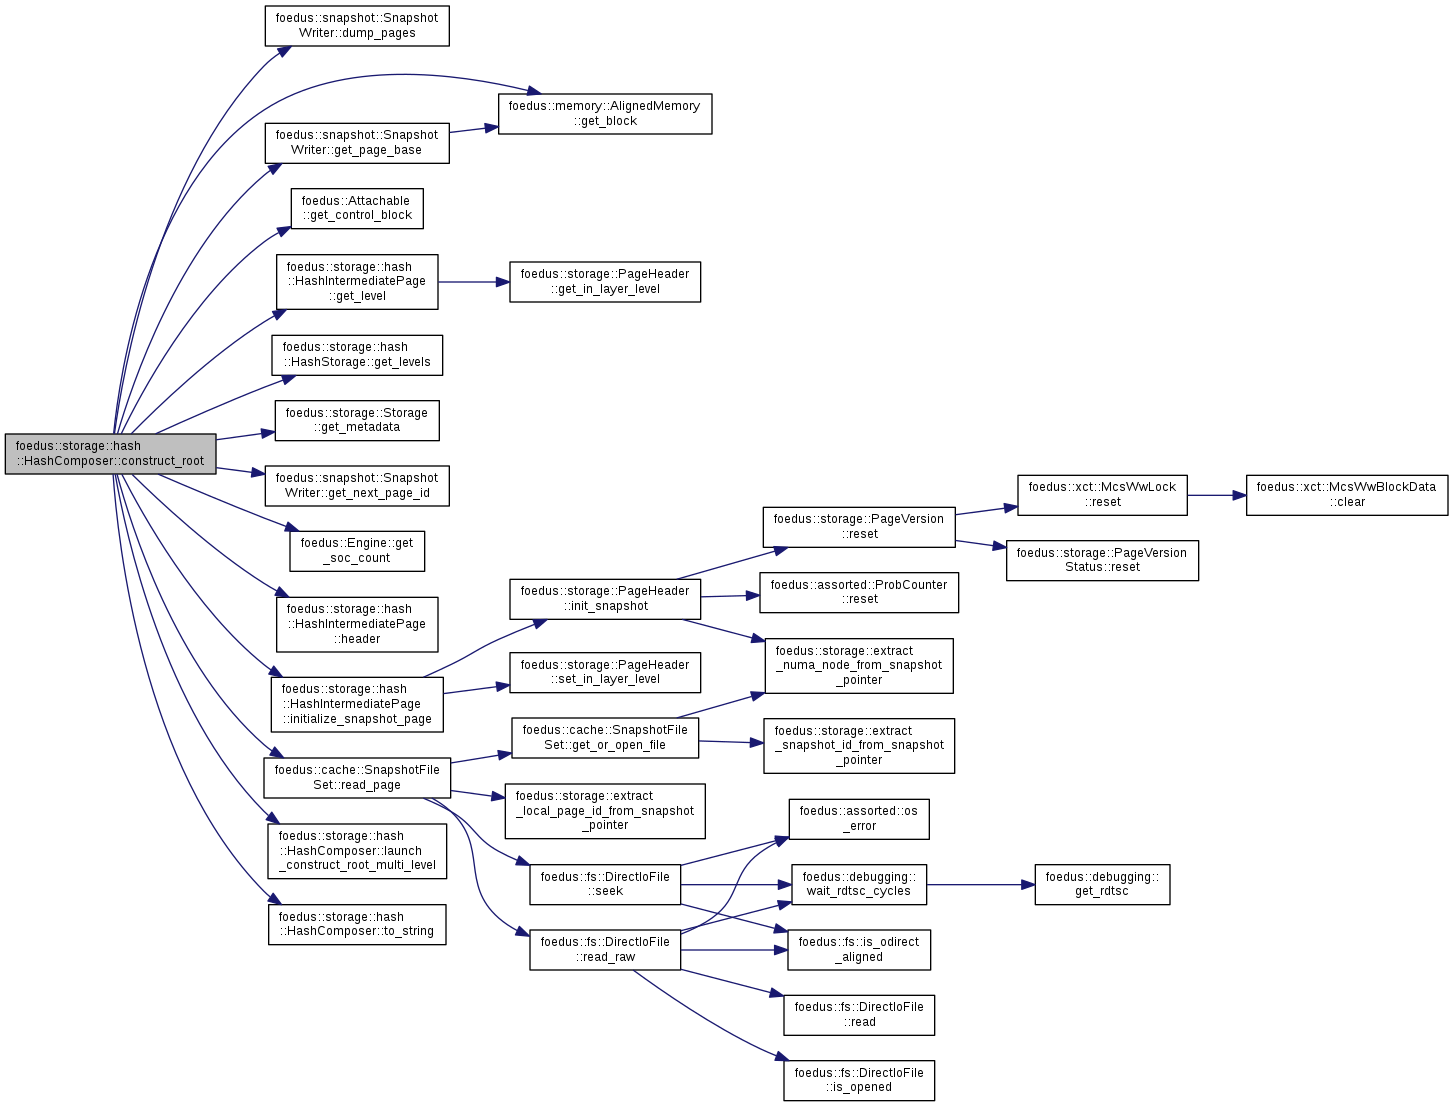 foedus::snapshot::Snapshot
Writer::dump_pages
foedus::memory::AlignedMemory
::get_block
foedus::snapshot::Snapshot
Writer::get_page_base
foedus::Attachable
::get_control_block
foedus::storage::hash
::HashIntermediatePage
::get_level
foedus::storage::PageHeader
::get_in_layer_level
foedus::storage::hash
::HashStorage::get_levels
foedus::storage::Storage
::get_metadata
foedus::storage::hash
::HashComposer::construct_root
foedus::snapshot::Snapshot
Writer::get_next_page_id
foedus::xct::McsWwLock
::reset
foedus::xct::McsWwBlockData
::clear
foedus::storage::PageVersion
::reset
foedus::Engine::get
_soc_count
foedus::storage::PageVersion
Status::reset
foedus::storage::PageHeader
::init_snapshot
foedus::assorted::ProbCounter
::reset
foedus::storage::hash
::HashIntermediatePage
::header
foedus::storage::extract
_numa_node_from_snapshot
_pointer
foedus::storage::PageHeader
::set_in_layer_level
foedus::storage::hash
::HashIntermediatePage
::initialize_snapshot_page
foedus::cache::SnapshotFile
Set::get_or_open_file
foedus::storage::extract
_snapshot_id_from_snapshot
_pointer
foedus::cache::SnapshotFile
Set::read_page
foedus::storage::extract
_local_page_id_from_snapshot
_pointer
foedus::assorted::os
_error
foedus::storage::hash
::HashComposer::launch
_construct_root_multi_level
foedus::fs::DirectIoFile
::seek
foedus::debugging::
wait_rdtsc_cycles
foedus::debugging::
get_rdtsc
foedus::storage::hash
::HashComposer::to_string
foedus::fs::DirectIoFile
::read_raw
foedus::fs::is_odirect
_aligned
foedus::fs::DirectIoFile
::read
foedus::fs::DirectIoFile
::is_opened